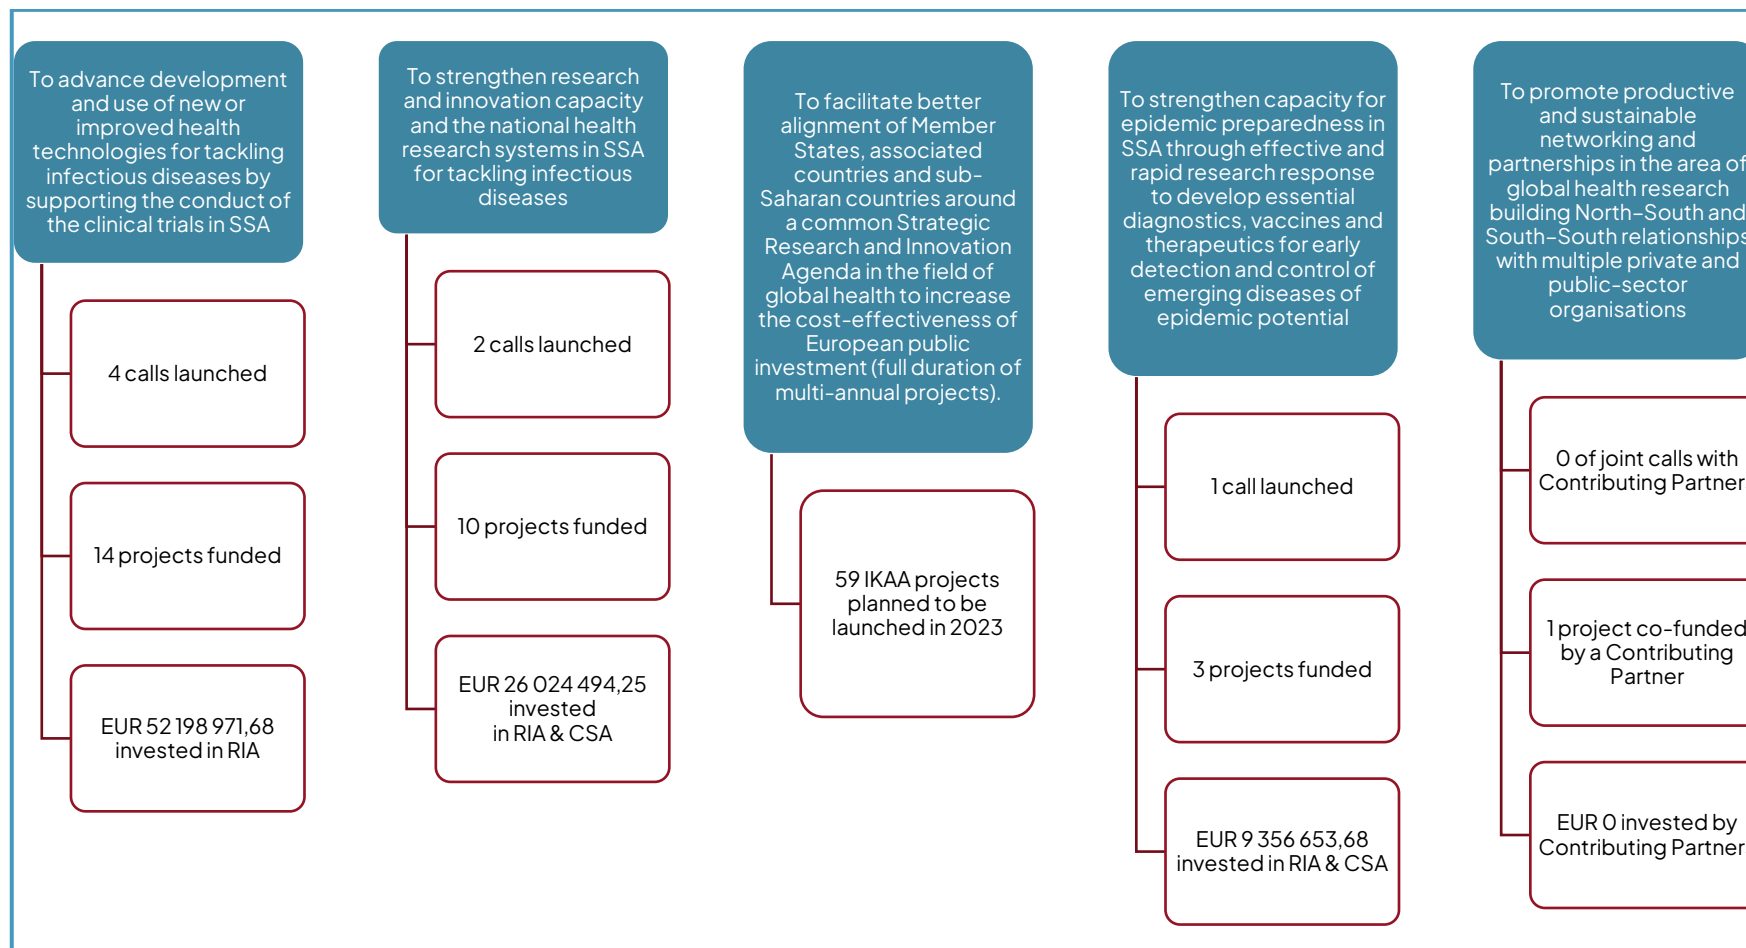 To advance development
and use of new or
improved health
technologies for tackling
infectious diseases by
supporting the conduct of
the clinical trials in SSA
4 calls launched
14 projects funded
EUR 52 198 971,68
invested in RIA
To strengthen research
and innovation capacity
and the national health
research systems in SSA
for tackling infectious
diseases
2 calls launched
10 projects funded
EUR 26 024 494,25
invested
in RIA & CSA
To facilitate better
alignment of Member
States, associated
countries and sub-
Saharan countries around
a common Strategic
Research and Innovation
Agenda in the field of
global health to increase
the cost-effectiveness of
European public
investment (full duration of
multi-annual projects).
59 IKAA projects
planned to be
launched in 2023
To strengthen capacity for
epidemic preparedness in
SSA through effective and
rapid research response
to develop essential
diagnostics, vaccines and
therapeutics for early
detection and control of
emerging diseases of
epidemic potential
1 call launched
3 projects funded
EUR 9 356 653,68
invested in RIA & CSA
To promote productive
and sustainable
networking and
partnerships in the area of
global health research
building North–South and
South–South relationships
with multiple private and
public-sector
organisations
0 of joint calls with
Contributing Partner
1 project co-funded
by a Contributing
Partner
EUR 0 invested by
Contributing Partner